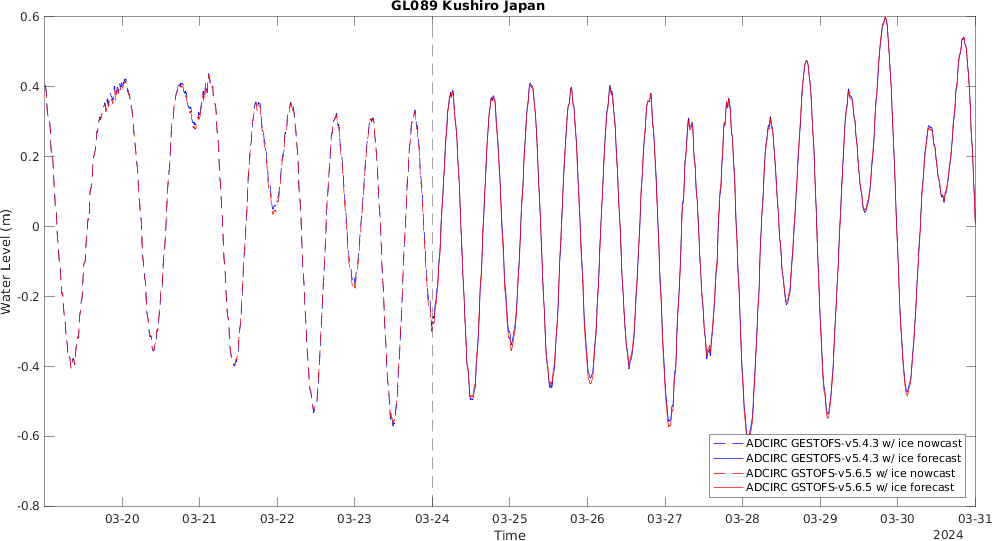 GL089 Kushiro Japan
0.6
0.4
0.2
0
-0.2
-0.4
-0.6
-0.8
Water Level (m)
ADCIRC GESTOFS-v5.4.3 w/ ice nowcast
ADCIRC GESTOFS-v5.4.3 w/ ice forecast
ADCIRC GSTOFS-v5.6.5 w/ ice nowcast
ADCIRC GSTOFS-v5.6.5 w/ ice forecast
03-20 03-21 03-22 03-23 03-24 03-25 03-26 03-27 03-28 03-29 03-30 03-31
Time
2024